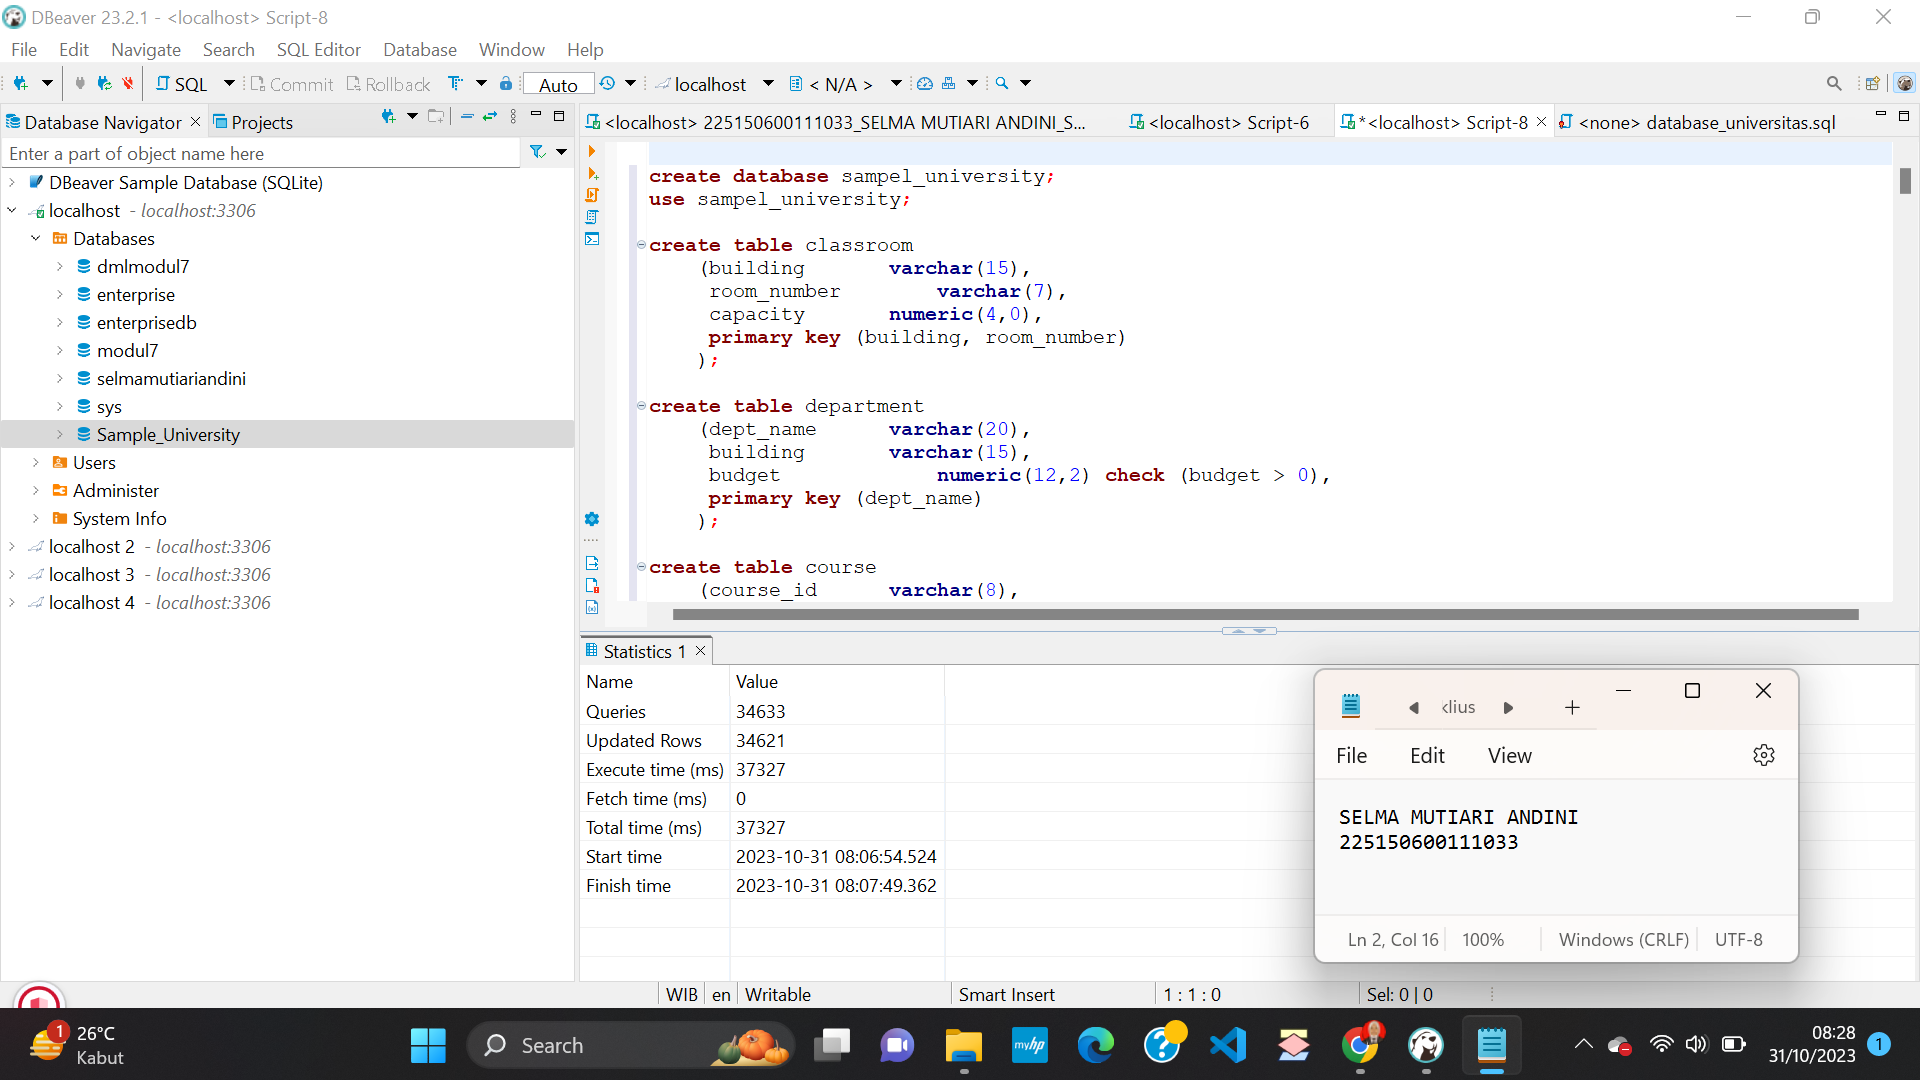 DBeaver 23.2.1 - <localhost> Script-8
File Edit Navigate Search SQL Editor Database Window Help
SQL Commit Rollback Auto localhost < N/A >
Database Navigator Projects
<localhost> 225150600111033_SELMA MUTIARI ANDINI_S... <localhost> Script-6 *<localhost> Script-8 <none> database_universitas.sql
Enter a part of object name here
DBeaver Sample Database (SQLite)
localhost - localhost:3306
Databases
dmlmodul7
enterprise
enterprisedb
modul7
selmamutiariandini
sys
Sample_University
Users
Administer
System Info
localhost 2 - localhost:3306
localhost 3 - localhost:3306
localhost 4 - localhost:3306
create database sampel_university;
use sampel_university;
create table classroom
(building varchar(15),
room_number varchar(7),
capacity numeric(4,0),
primary key (building, room_number)
);
create table department
(dept_name varchar(20),
building varchar(15),
budget numeric(12,2) check (budget > 0),
primary key (dept_name)
);
create table course
(course_id varchar(8),
Statistics 1
Name Value
Queries 34633
Updated Rows 34621
Execute time (ms) 37327
Fetch time (ms) 0
Total time (ms) 37327
Start time 2023-10-31 08:06:54.524
Finish time 2023-10-31 08:07:49.362
klius
File Edit View
SELMA MUTIARI ANDINI
225150600111033
Ln 2, Col 16 100% Windows (CRLF) UTF-8
WIB en Writable Smart Insert 1 : 1 : 0 Sel: 0 | 0
1 26°C
Kabut
Search
myhp
08:28
31/10/2023
1